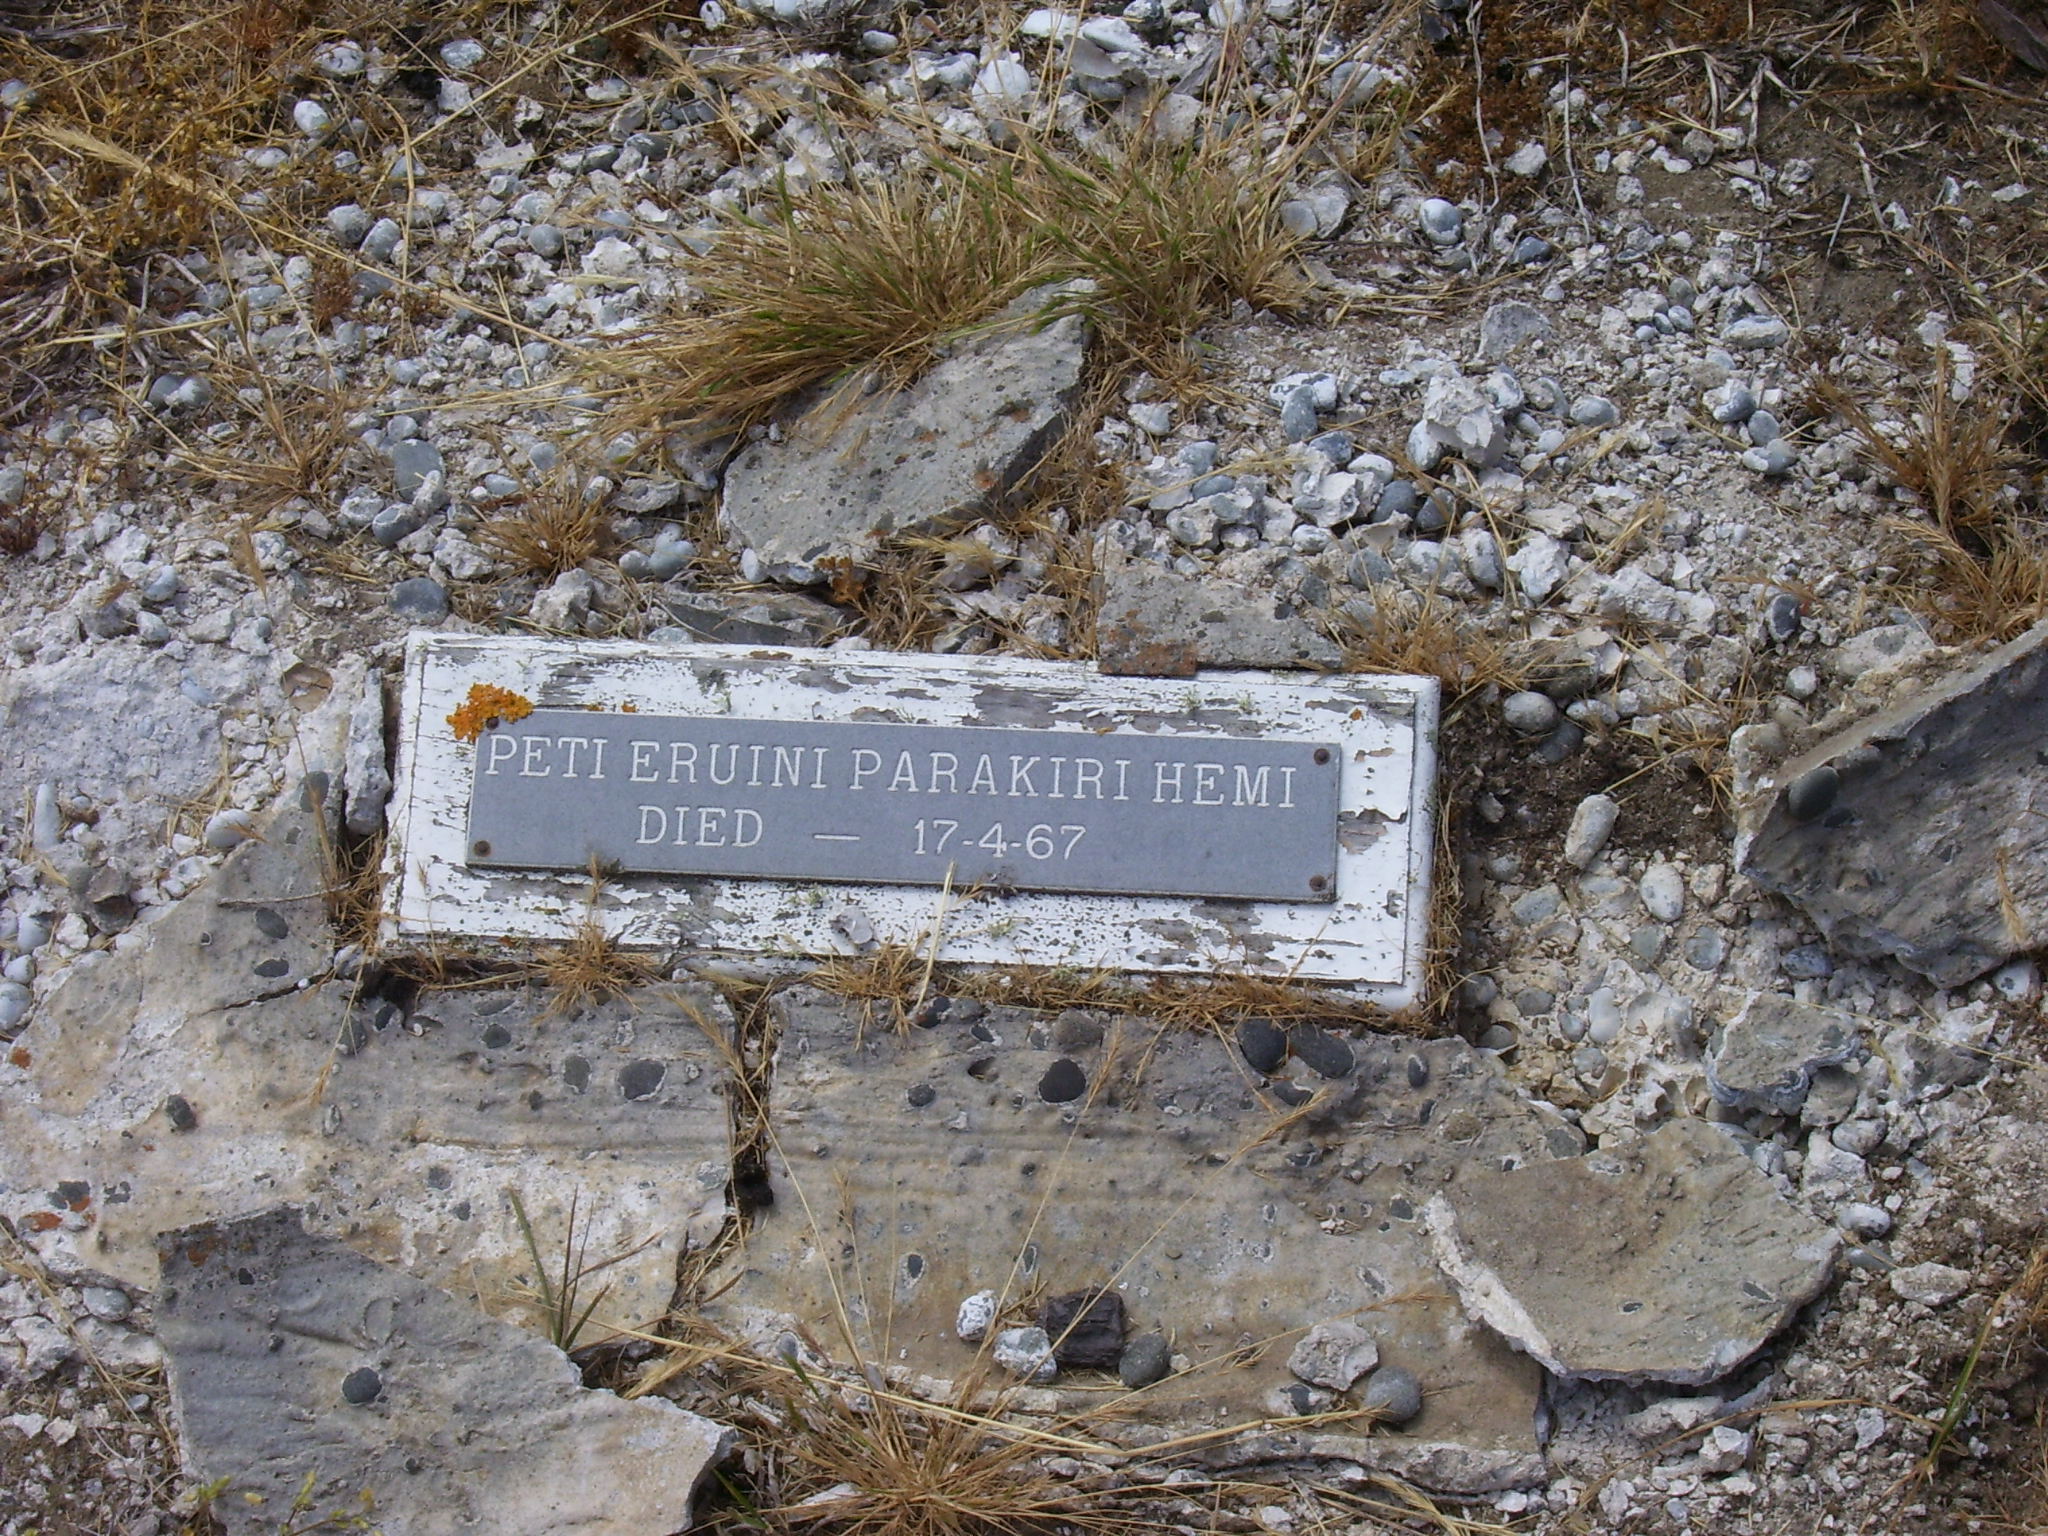 PETI ERUINI PARAKIRI HEMI
DIED — 17-4-67